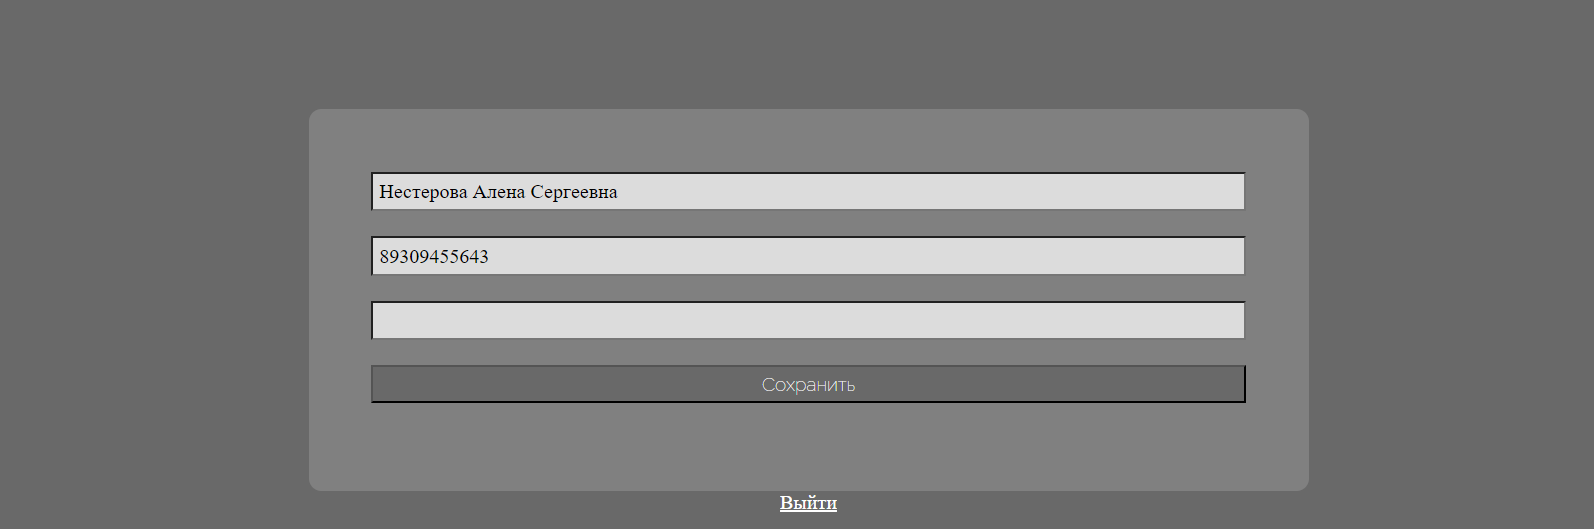 Нестерова Алена Сергеевна
89309455643
Сохранить
Выйти